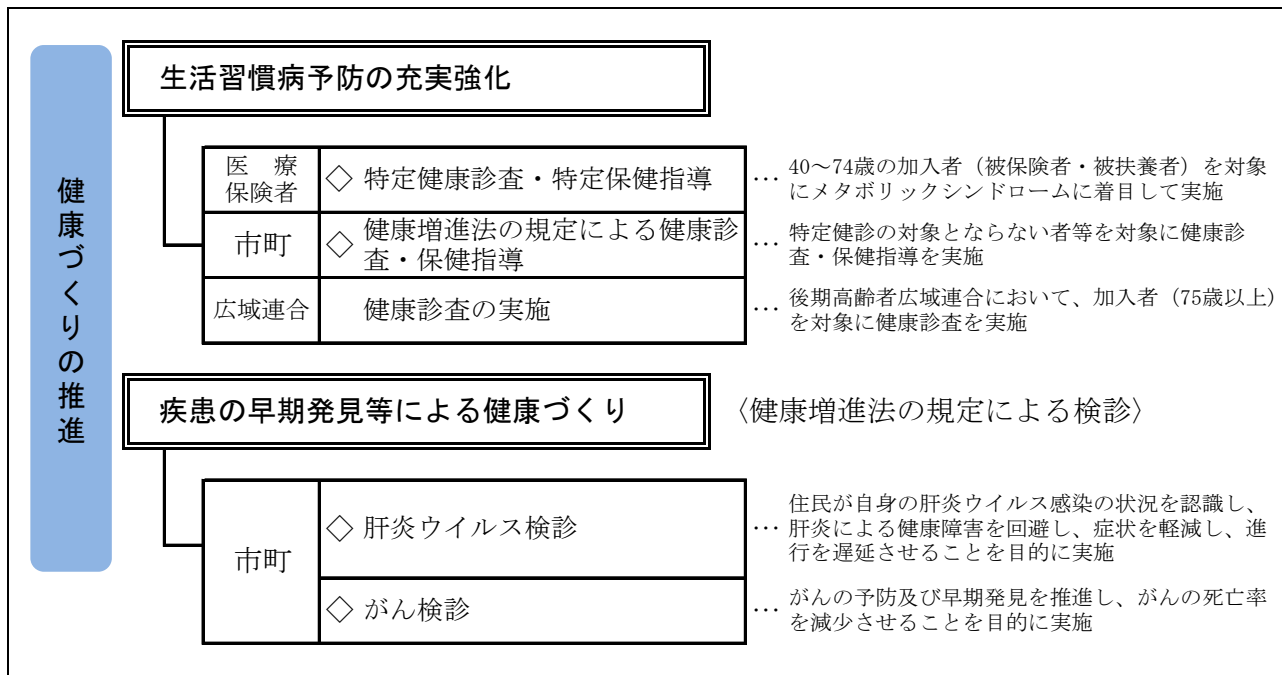 健康づくりの推進
生活習慣病予防の充実強化
医 療
保険者
◇ 特定健康診査・特定保健指導
… 40～74歳の加入者（被保険者・被扶養者）を対象
にメタボリックシンドロームに着目して実施
市町
◇ 健康増進法の規定による健康診
査・保健指導
… 特定健診の対象とならない者等を対象に健康診
査・保健指導を実施
広域連合
健康診査の実施
… 後期高齢者広域連合において、加入者（75歳以上）
を対象に健康診査を実施
疾患の早期発見等による健康づくり
〈健康増進法の規定による検診〉
市町
◇ 肝炎ウイルス検診
… 住民が自身の肝炎ウイルス感染の状況を認識し、
肝炎による健康障害を回避し、症状を軽減し、進
行を遅延させることを目的に実施
◇ がん検診
… がんの予防及び早期発見を推進し、がんの死亡率
を減少させることを目的に実施